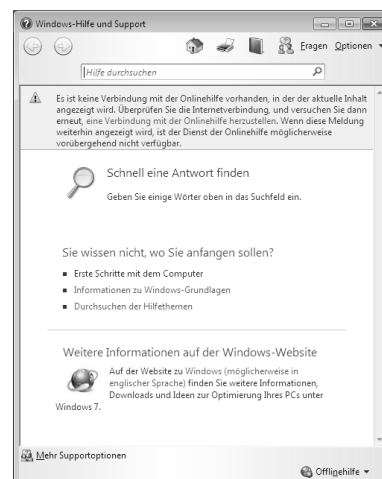 Windows-Hilfe und Support
Fragen Optionen
Hilfe durchsuchen
Es ist keine Verbindung mit der Onlinehilfe vorhanden, in der der aktuelle Inhalt
angezeigt wird. Überprüfen Sie die Internetverbindung, und versuchen Sie dann
erneut, eine Verbindung mit der Onlinehilfe herzustellen. Wenn diese Meldung
weiterhin angezeigt wird, ist der Dienst der Onlinehilfe möglicherweise
vorübergehend nicht verfügbar.
Schnell eine Antwort finden
Geben Sie einige Wörter oben in das Suchfeld ein.
Sie wissen nicht, wo Sie anfangen sollen?
Erste Schritte mit dem Computer
Informationen zu Windows-Grundlagen
Durchsuchen der Hilfethemen
Weitere Informationen auf der Windows-Website
Auf der Website zu Windows (möglicherweise in
englischer Sprache) finden Sie weitere Informationen,
Downloads und Ideen zur Optimierung Ihres PCs unter
Windows 7.
Mehr Supportoptionen
Offlinehilfe